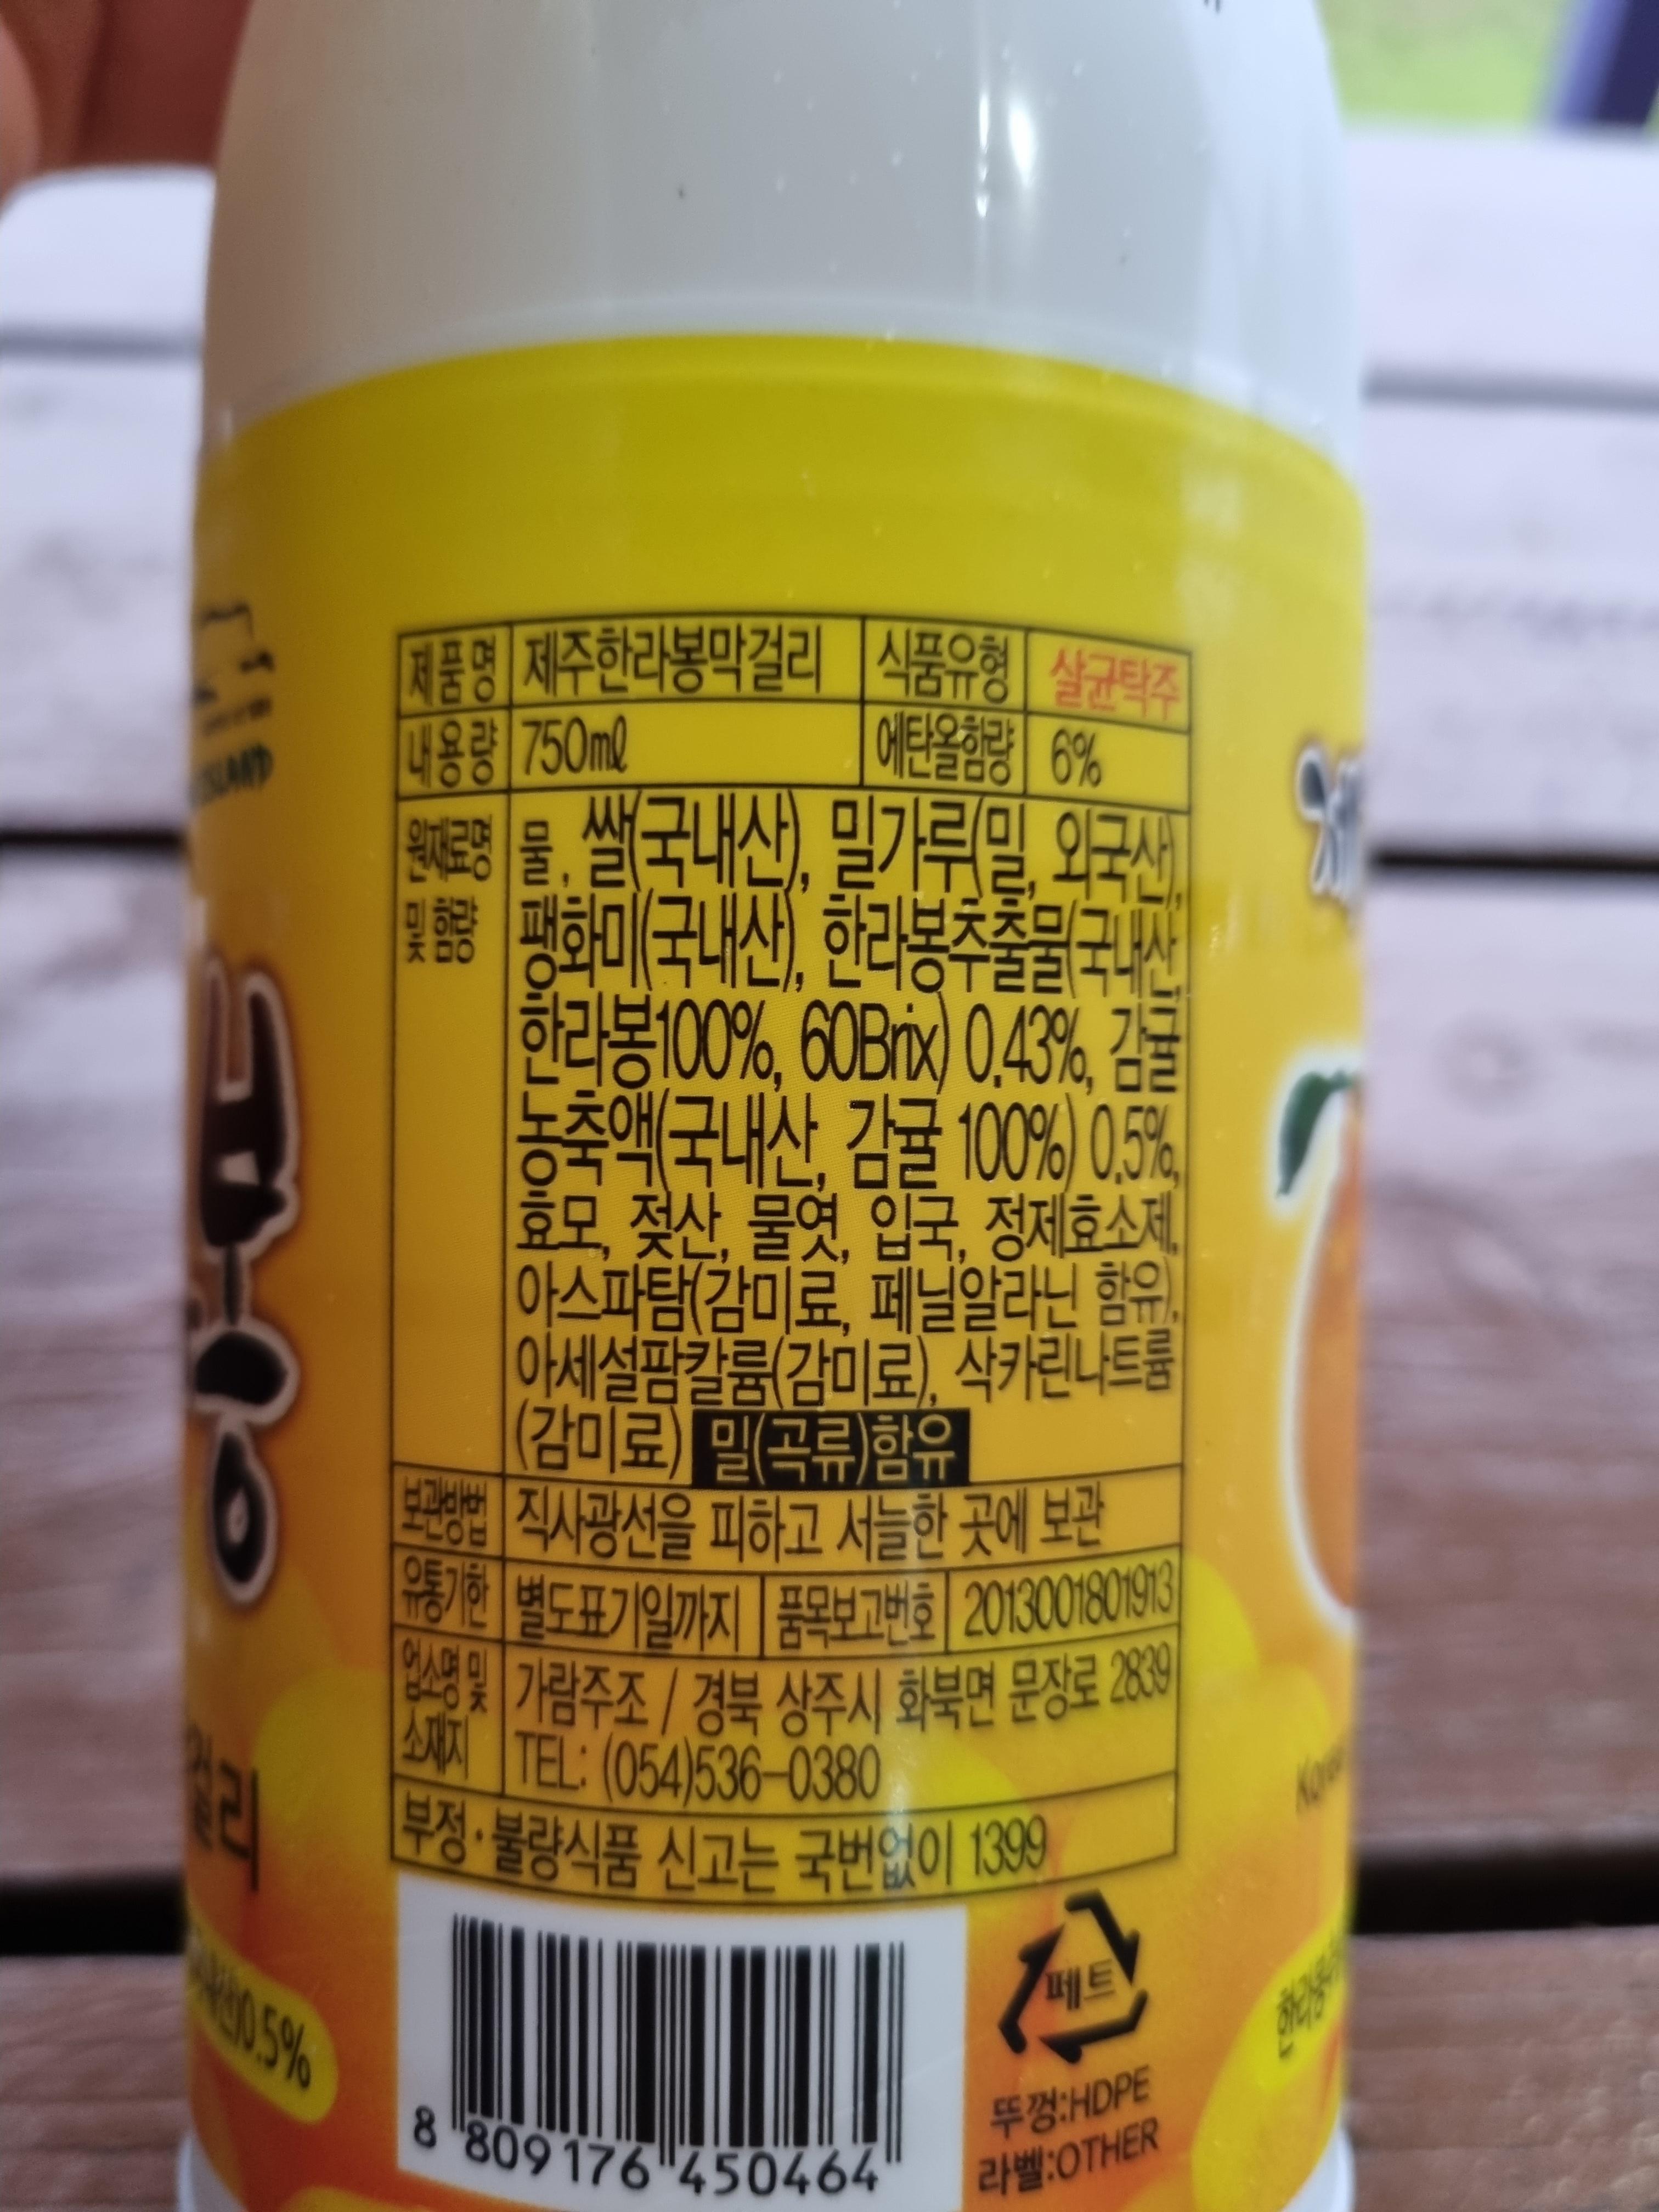 제품명 제주한라봉막걸리 식품유형 살균탁주
내용량 750㎖ 에탄올함량 6%
원재료명 및 함량
물, 쌀(국내산), 밀가루(밀, 외국산),
팽화미(국내산), 한라봉추출물(국내산,
한라봉100%, 60Brix) 0.43%, 감귤
농축액(국내산, 감귤 100%) 0.5%,
효모, 젖산, 물엿, 입국, 정제효소제,
아스파탐(감미료, 페닐알라닌 함유),
아세설팜칼륨(감미료), 삭카린나트륨
(감미료) 밀(곡류)함유
보관방법 직사광선을 피하고 서늘한 곳에 보관
유통기한 별도표기일까지 품목보고번호 2013001801913
업소명 및 소재지
가람주조 / 경북 상주시 화북면 문장로 2839
TEL: (054)536-0380
부정·불량식품 신고는 국번없이 1399
8 809176 450464
페트
뚜껑:HDPE
라벨:OTHER
ISLAND
봉
걸리
0.5%
제
한라봉